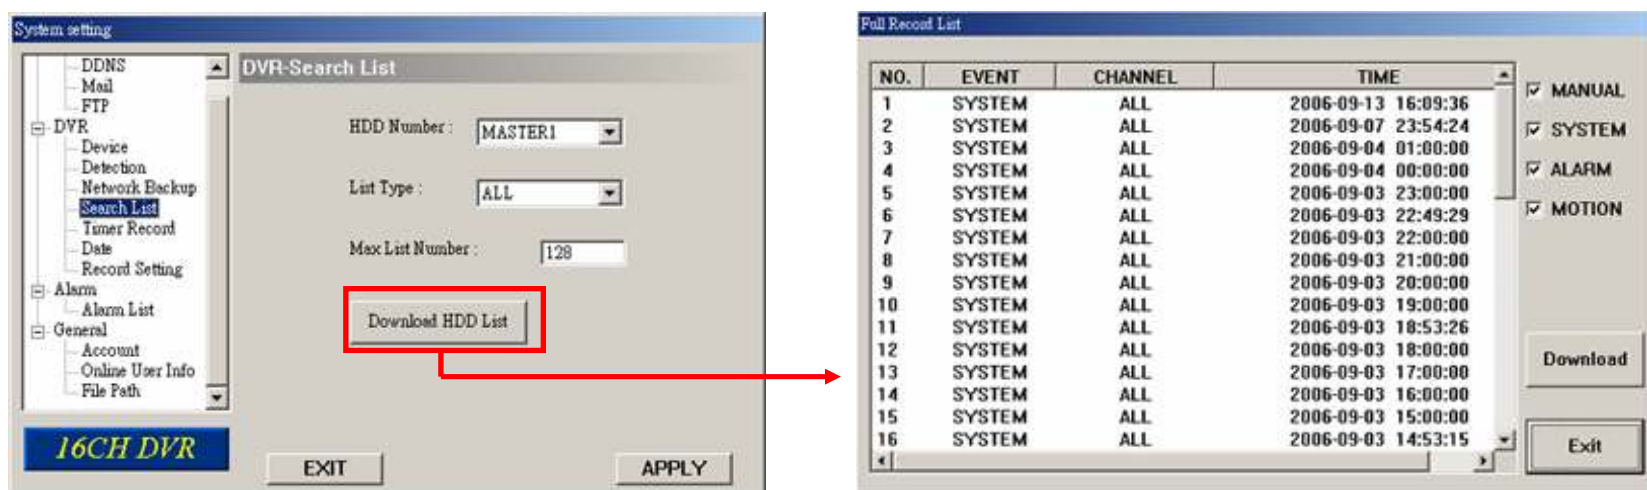 System setting
DDNS
Mail
FTP
DVR
Device
Detection
Network Backup
Search List
Timer Record
Date
Record Setting
Alarm
Alarm List
General
Account
Online User Info
File Path
16CH DVR
DVR-Search List
HDD Number : MASTER1
List Type : ALL
Max List Number : 128
Download HDD List
EXIT APPLY
Full Record List
NO. EVENT CHANNEL TIME
1 SYSTEM ALL 2006-09-13 16:09:36
2 SYSTEM ALL 2006-09-07 23:54:24
3 SYSTEM ALL 2006-09-04 01:00:00
4 SYSTEM ALL 2006-09-04 00:00:00
5 SYSTEM ALL 2006-09-03 23:00:00
6 SYSTEM ALL 2006-09-03 22:49:29
7 SYSTEM ALL 2006-09-03 22:00:00
8 SYSTEM ALL 2006-09-03 21:00:00
9 SYSTEM ALL 2006-09-03 20:00:00
10 SYSTEM ALL 2006-09-03 19:00:00
11 SYSTEM ALL 2006-09-03 18:53:26
12 SYSTEM ALL 2006-09-03 18:00:00
13 SYSTEM ALL 2006-09-03 17:00:00
14 SYSTEM ALL 2006-09-03 16:00:00
15 SYSTEM ALL 2006-09-03 15:00:00
16 SYSTEM ALL 2006-09-03 14:53:15
MANUAL
SYSTEM
ALARM
MOTION
Download
Exit